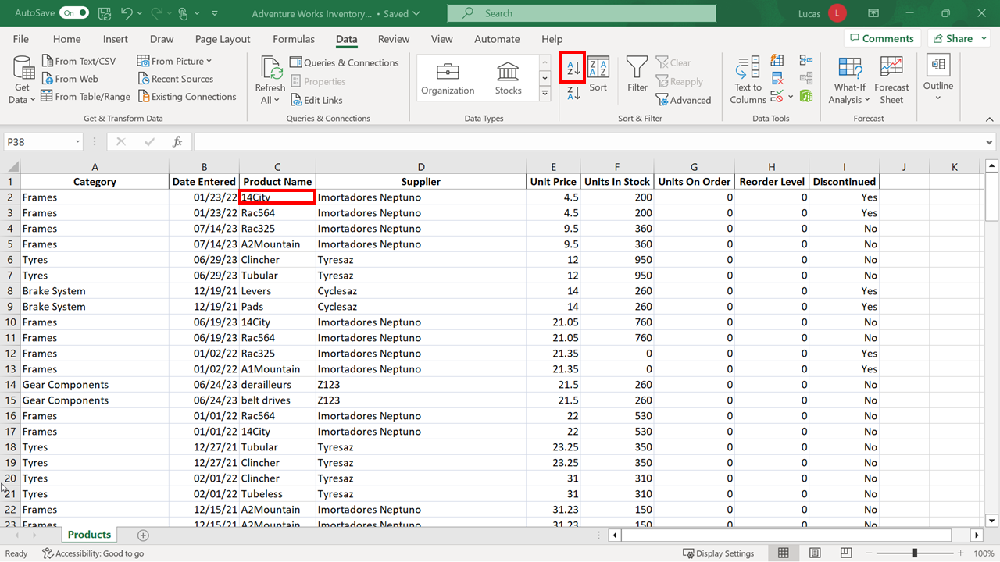 AutoSave On Adventure Works Inventory... • Saved Search Lucas L
File Home Insert Draw Page Layout Formulas Data Review View Automate Help Comments Share
Get Data
From Text/CSV
From Web
From Table/Range
From Picture
Recent Sources
Existing Connections
Get & Transform Data
Refresh All
Queries & Connections
Properties
Edit Links
Queries & Connections
Organization Stocks
Data Types
A Z
Z A
Z A A Z
Sort
Filter
Clear
Reapply
Advanced
Sort & Filter
Text to Columns
Data Tools
What-If Analysis
Forecast Sheet
Forecast
Outline
P38 fx
A B C D E F G H I J K
1 Category Date Entered Product Name Supplier Unit Price Units In Stock Units On Order Reorder Level Discontinued
2 Frames 01/23/22 14City Imortadores Neptuno 4.5 200 0 0 Yes
3 Frames 01/23/22 Rac564 Imortadores Neptuno 4.5 200 0 0 Yes
4 Frames 07/14/23 Rac325 Imortadores Neptuno 9.5 360 0 0 No
5 Frames 07/14/23 A2Mountain Imortadores Neptuno 9.5 360 0 0 No
6 Tyres 06/29/23 Clincher Tyresaz 12 950 0 0 No
7 Tyres 06/29/23 Tubular Tyresaz 12 950 0 0 No
8 Brake System 12/19/21 Levers Cyclesaz 14 260 0 0 Yes
9 Brake System 12/19/21 Pads Cyclesaz 14 260 0 0 Yes
10 Frames 06/19/23 14City Imortadores Neptuno 21.05 760 0 0 No
11 Frames 06/19/23 Rac564 Imortadores Neptuno 21.05 760 0 0 No
12 Frames 01/02/22 Rac325 Imortadores Neptuno 21.35 0 0 0 Yes
13 Frames 01/02/22 A1Mountain Imortadores Neptuno 21.35 0 0 0 Yes
14 Gear Components 06/24/23 derailleurs Z123 21.5 260 0 0 No
15 Gear Components 06/24/23 belt drives Z123 21.5 260 0 0 No
16 Frames 01/01/22 Rac564 Imortadores Neptuno 22 530 0 0 No
17 Frames 01/01/22 14City Imortadores Neptuno 22 530 0 0 No
18 Tyres 12/27/21 Tubular Tyresaz 23.25 350 0 0 No
19 Tyres 12/27/21 Clincher Tyresaz 23.25 350 0 0 No
20 Tyres 02/01/22 Clincher Tyresaz 31 310 0 0 No
21 Tyres 02/01/22 Tubeless Tyresaz 31 310 0 0 No
22 Frames 12/15/21 A2Mountain Imortadores Neptuno 31.23 150 0 0 No
23 Frames 12/15/21 A2Mountain Imortadores Neptuno 31.23 150 0 0 No
Products
Ready Accessibility: Good to go Display Settings 100%